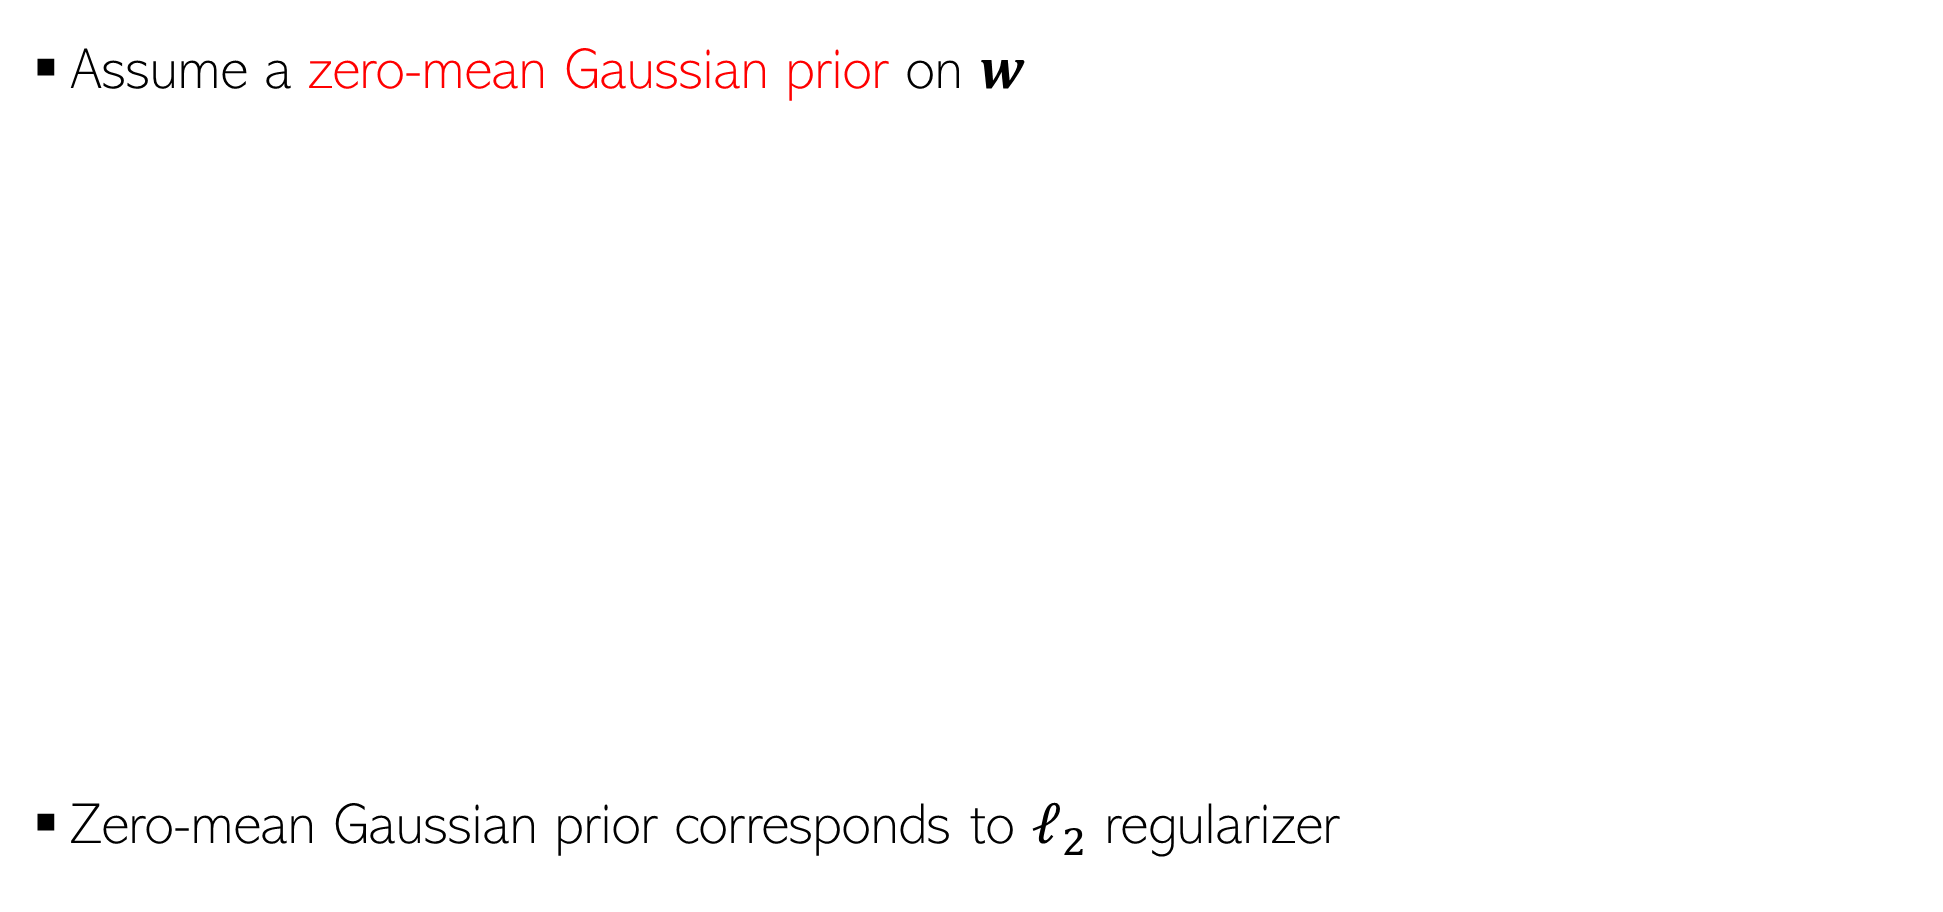 ▪ Assume a zero-mean Gaussian prior on 𝒘
▪ Zero-mean Gaussian prior corresponds to ℓ₂ regularizer